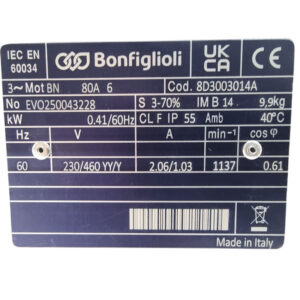 IEC EN 60034
Bonfiglioli
UK CA
CE
3~Mot BN 80A 6 Cod. 8D3003014A
No EVO250043228 S 3-70% IM B 14 9,9kg
kW 0.41/60Hz CL F IP 55 Amb 40°C
Hz V A min⁻¹ cos φ
60 230/460 YY/Y 2.06/1.03 1137 0.61
Made in Italy